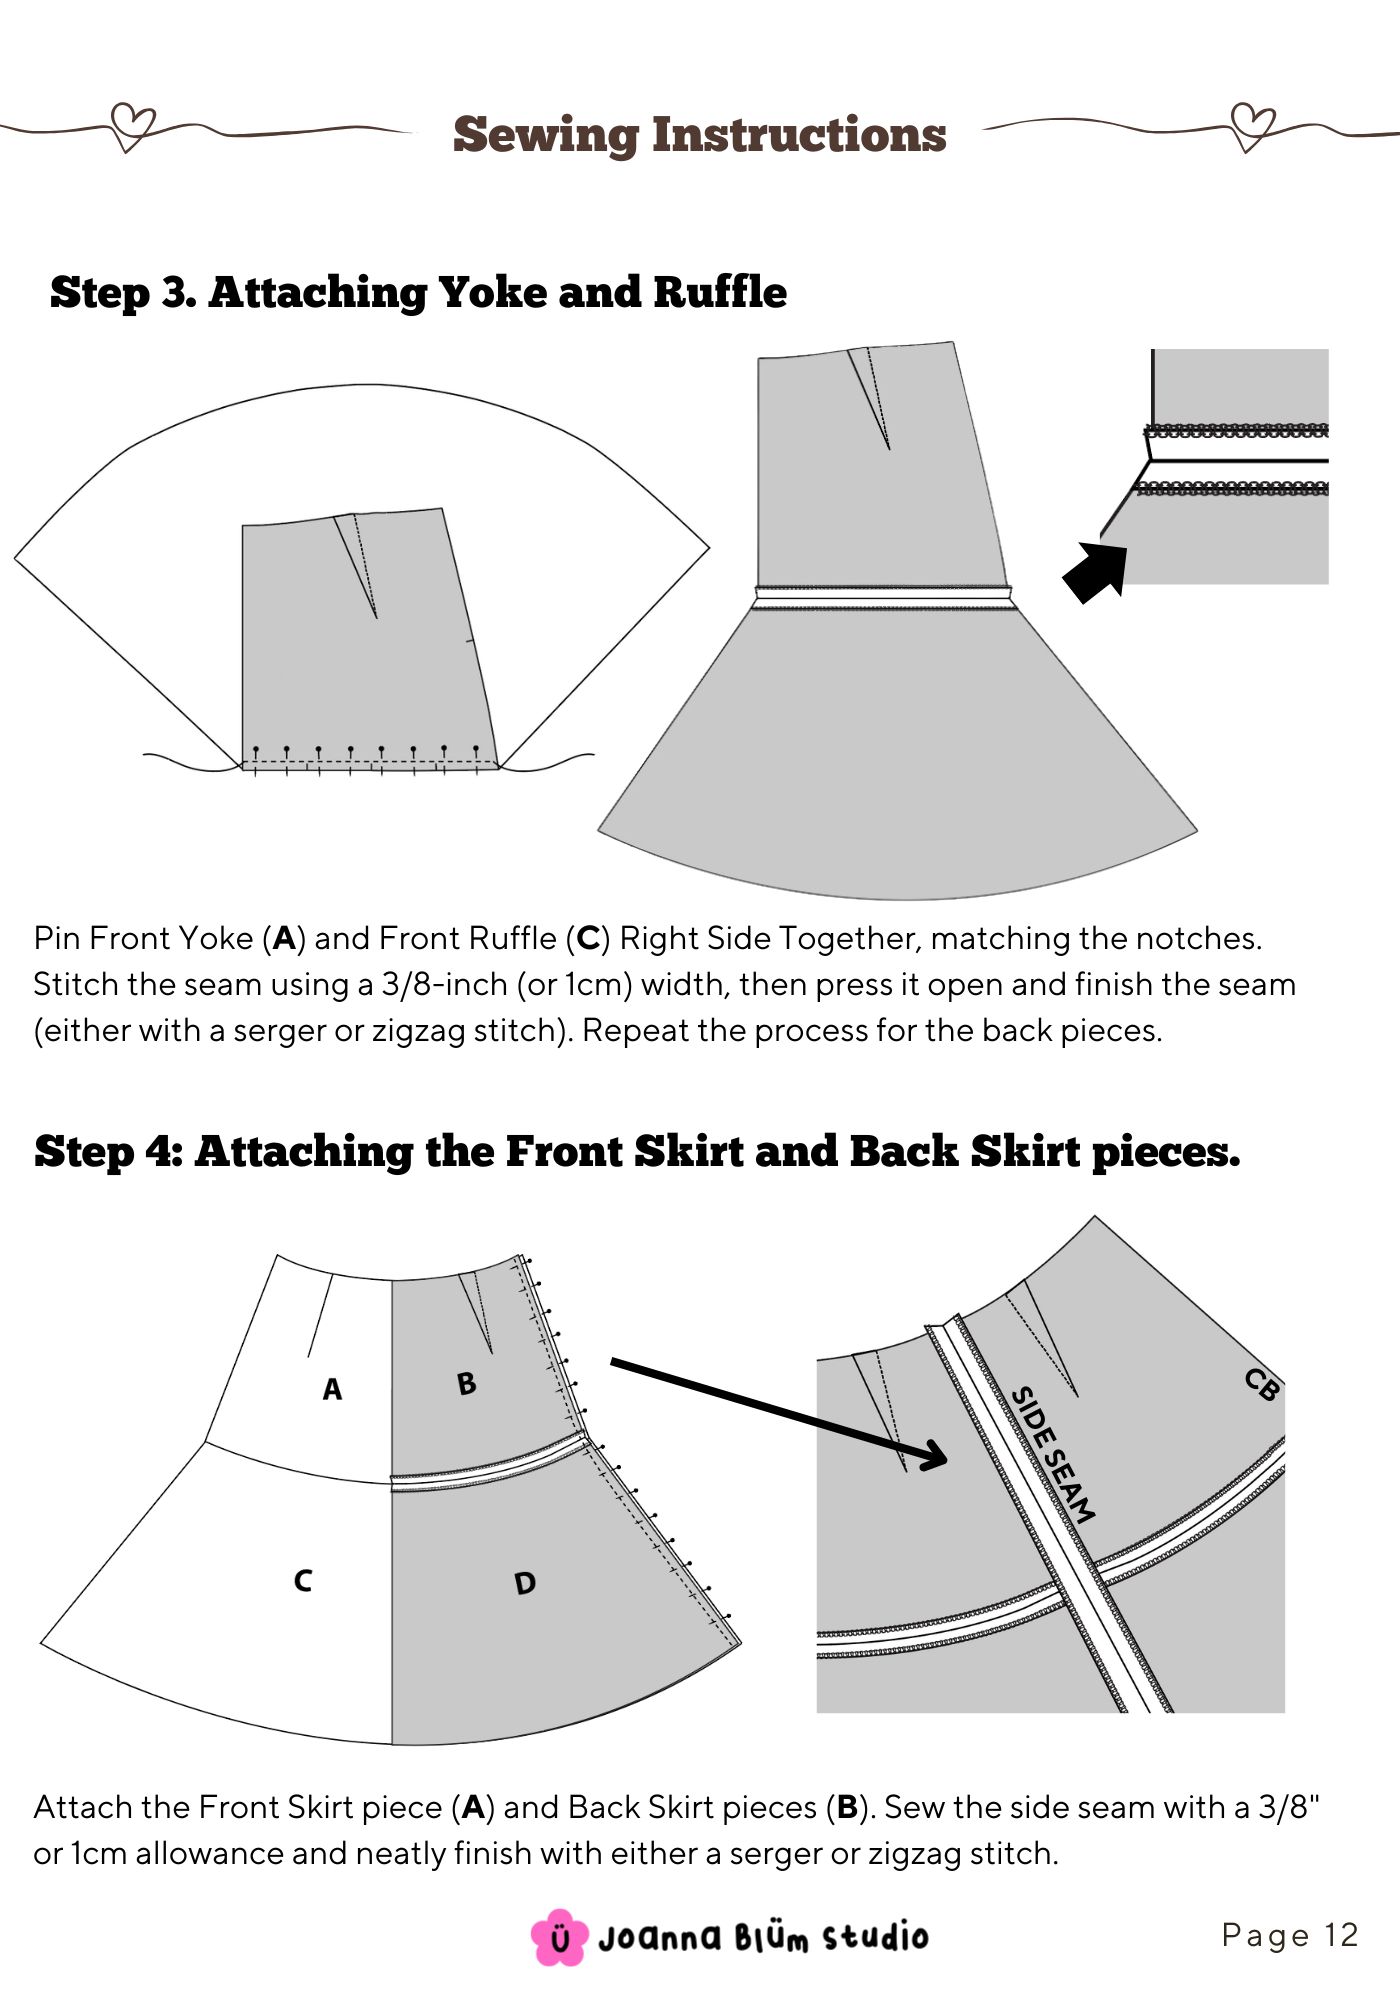 Sewing Instructions
Step 3. Attaching Yoke and Ruffle
Pin Front Yoke (A) and Front Ruffle (C) Right Side Together, matching the notches.
Stitch the seam using a 3/8-inch (or 1cm) width, then press it open and finish the seam
(either with a serger or zigzag stitch). Repeat the process for the back pieces.
Step 4: Attaching the Front Skirt and Back Skirt pieces.
A
B
C
D
SIDE SEAM
CB
Attach the Front Skirt piece (A) and Back Skirt pieces (B). Sew the side seam with a 3/8"
or 1cm allowance and neatly finish with either a serger or zigzag stitch.
Ü Joanna Blüm Studio
Page 12